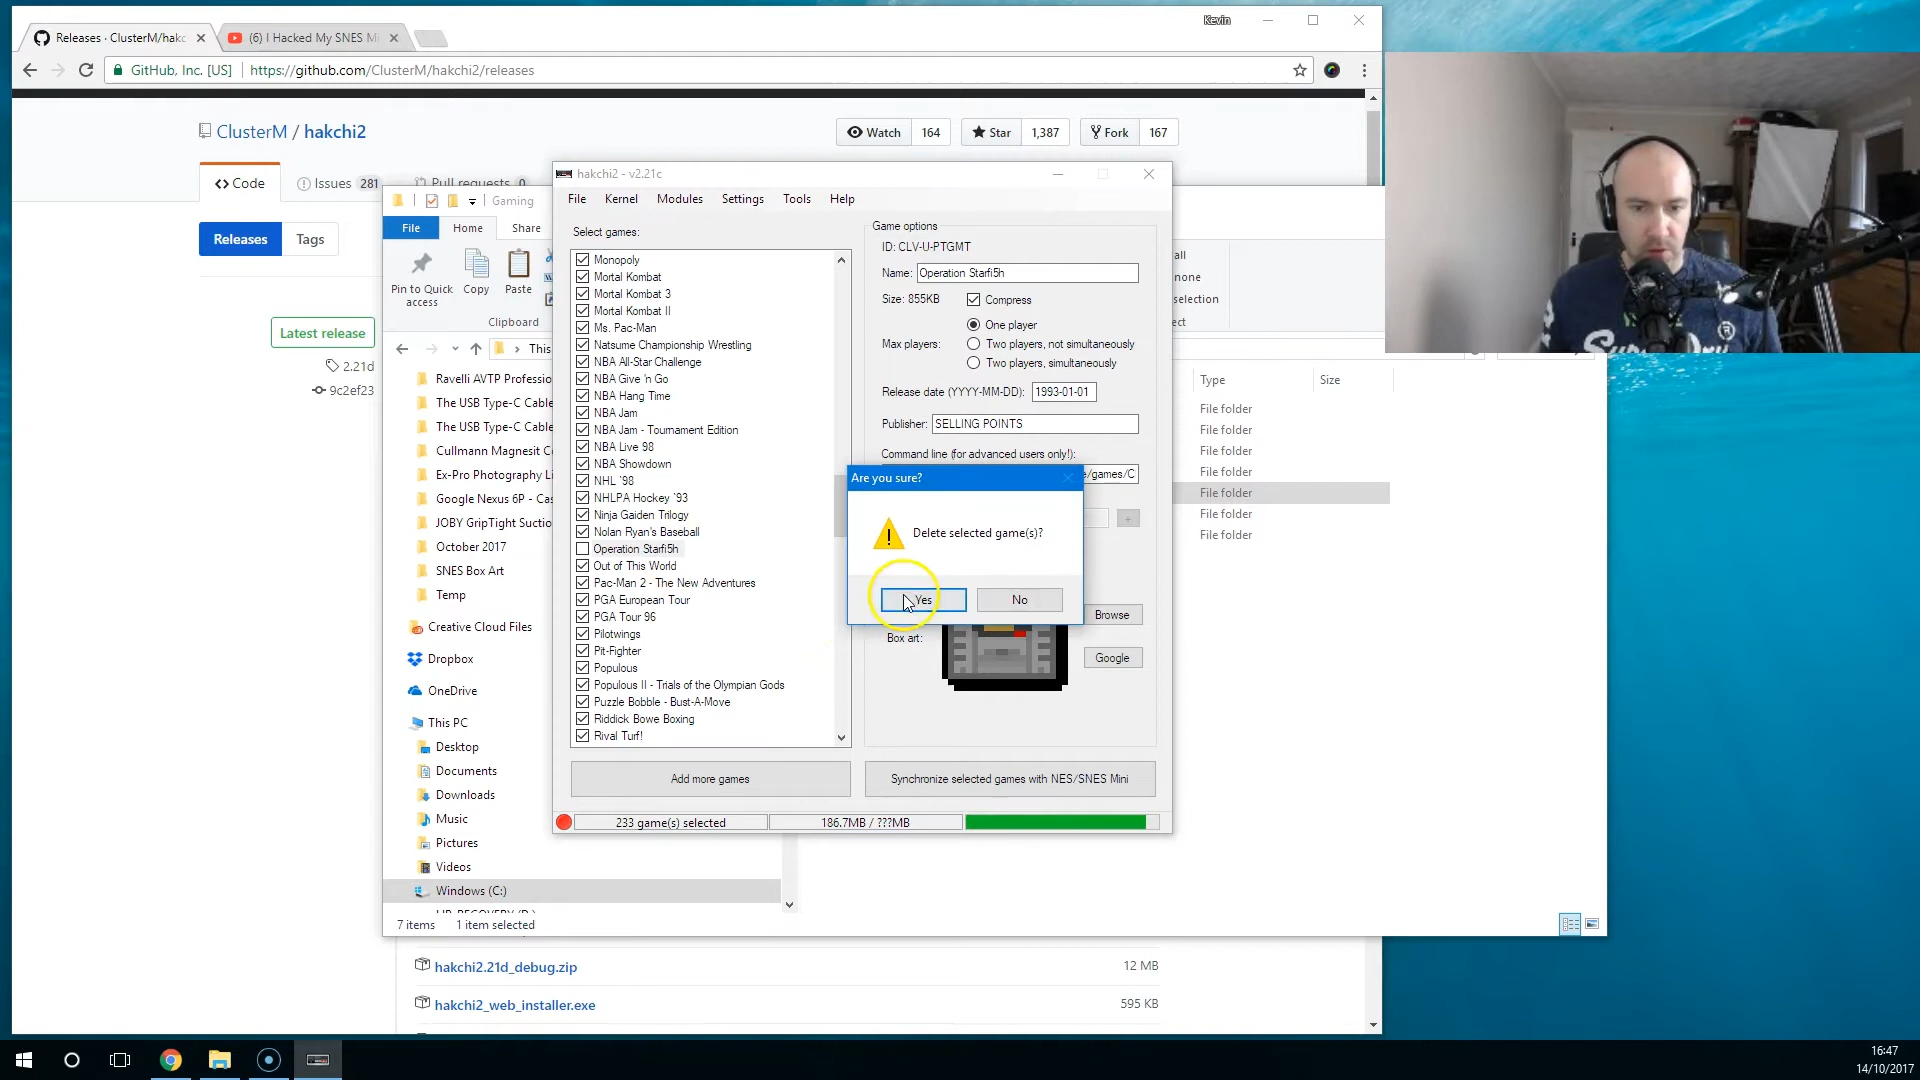 Kevin
Releases · ClusterM/hakc
(6) I Hacked My SNES Mi
GitHub, Inc. [US]
https://github.com/ClusterM/hakchi2/releases
ClusterM / hakchi2
Watch 164
Star 1,387
Fork 167
Code
Issues 281
Pull requests 0
Releases
Tags
Latest release
2.21d
9c2ef23
Gaming
File
Home
Share
Pin to Quick access
Copy
Paste
Clipboard
all
none
selection
ect
This
Type
Size
Ravelli AVTP Professio
The USB Type-C Cable
The USB Type-C Cable
Cullmann Magnesit C
Ex-Pro Photography Li
Google Nexus 6P - Cas
JOBY GripTight Suctio
October 2017
SNES Box Art
Temp
Creative Cloud Files
Dropbox
OneDrive
This PC
Desktop
Documents
Downloads
Music
Pictures
Videos
Windows (C:)
File folder
File folder
File folder
File folder
File folder
File folder
File folder
7 items
1 item selected
hakchi2 - v2.21c
File
Kernel
Modules
Settings
Tools
Help
Select games:
Monopoly
Mortal Kombat
Mortal Kombat 3
Mortal Kombat II
Ms. Pac-Man
Natsume Championship Wrestling
NBA All-Star Challenge
NBA Give 'n Go
NBA Hang Time
NBA Jam
NBA Jam - Tournament Edition
NBA Live 98
NBA Showdown
NHL `98
NHLPA Hockey `93
Ninja Gaiden Trilogy
Nolan Ryan's Baseball
Operation Starfi5h
Out of This World
Pac-Man 2 - The New Adventures
PGA European Tour
PGA Tour 96
Pilotwings
Pit-Fighter
Populous
Populous II - Trials of the Olympian Gods
Puzzle Bobble - Bust-A-Move
Riddick Bowe Boxing
Rival Turf!
Game options
ID: CLV-U-PTGMT
Name: Operation Starfi5h
Size: 855KB
Compress
Max players:
One player
Two players, not simultaneously
Two players, simultaneously
Release date (YYYY-MM-DD): 1993-01-01
Publisher: SELLING POINTS
Command line (for advanced users only!):
e/games/C
+
Are you sure?
Delete selected game(s)?
Yes
No
Box art:
Browse
Google
Add more games
Synchronize selected games with NES/SNES Mini
233 game(s) selected
186.7MB / ???MB
hakchi2.21d_debug.zip
12 MB
hakchi2_web_installer.exe
595 KB
16:47
14/10/2017